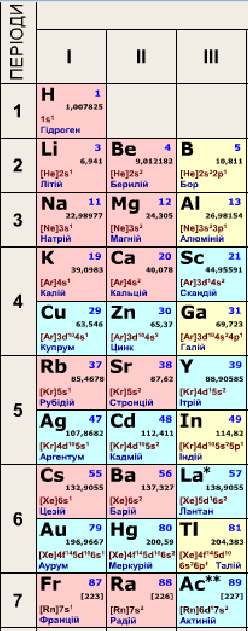 ПЕРІОДИ
I II III
1
H 1
1,007825
1s¹
Гідроген
2
Li 3
6,941
[He]2s¹
Літій
Be 4
9,012182
[He]2s²
Берилій
B 5
10,811
[He]2s²2p¹
Бор
3
Na 11
22,98977
[Ne]3s¹
Натрій
Mg 12
24,305
[Ne]3s²
Магній
Al 13
26,98154
[Ne]3s²3p¹
Алюміній
4
K 19
39,0983
[Ar]4s¹
Калій
Ca 20
40,078
[Ar]4s²
Кальцій
Sc 21
44,95591
[Ar]3d¹4s²
Скандій
Cu 29
63,546
[Ar]3d¹⁰4s¹
Купрум
Zn 30
65,37
[Ar]3d¹⁰4s²
Цинк
Ga 31
69,723
[Ar]3d¹⁰4s²4p¹
Галій
5
Rb 37
85,4678
[Kr]5s¹
Рубідій
Sr 38
87,62
[Kr]5s²
Стронцій
Y 39
88,90585
[Kr]4d¹5s²
Ітрій
Ag 47
107,8682
[Kr]4d¹⁰5s¹
Аргентум
Cd 48
112,411
[Kr]4d¹⁰5s²
Кадмій
In 49
114,82
[Kr]4d¹⁰5s²5p¹
Індій
6
Cs 55
132,9055
[Xe]6s¹
Цезій
Ba 56
137,327
[Xe]6s²
Барій
La* 57
138,9055
[Xe]5d¹6s²
Лантан
Au 79
196,9667
[Xe]4f¹⁴5d¹⁰6s¹
Аурум
Hg 80
200,59
[Xe]4f¹⁴5d¹⁰6s²
Меркурій
Tl 81
204,383
[Xe]4f¹⁴5d¹⁰
6s²6p¹ Талій
7
Fr 87
[223]
[Rn]7s¹
Францій
Ra 88
[226]
[Rn]7s²
Радій
Ac** 89
[227]
[Rn]6d¹7s²
Актиній